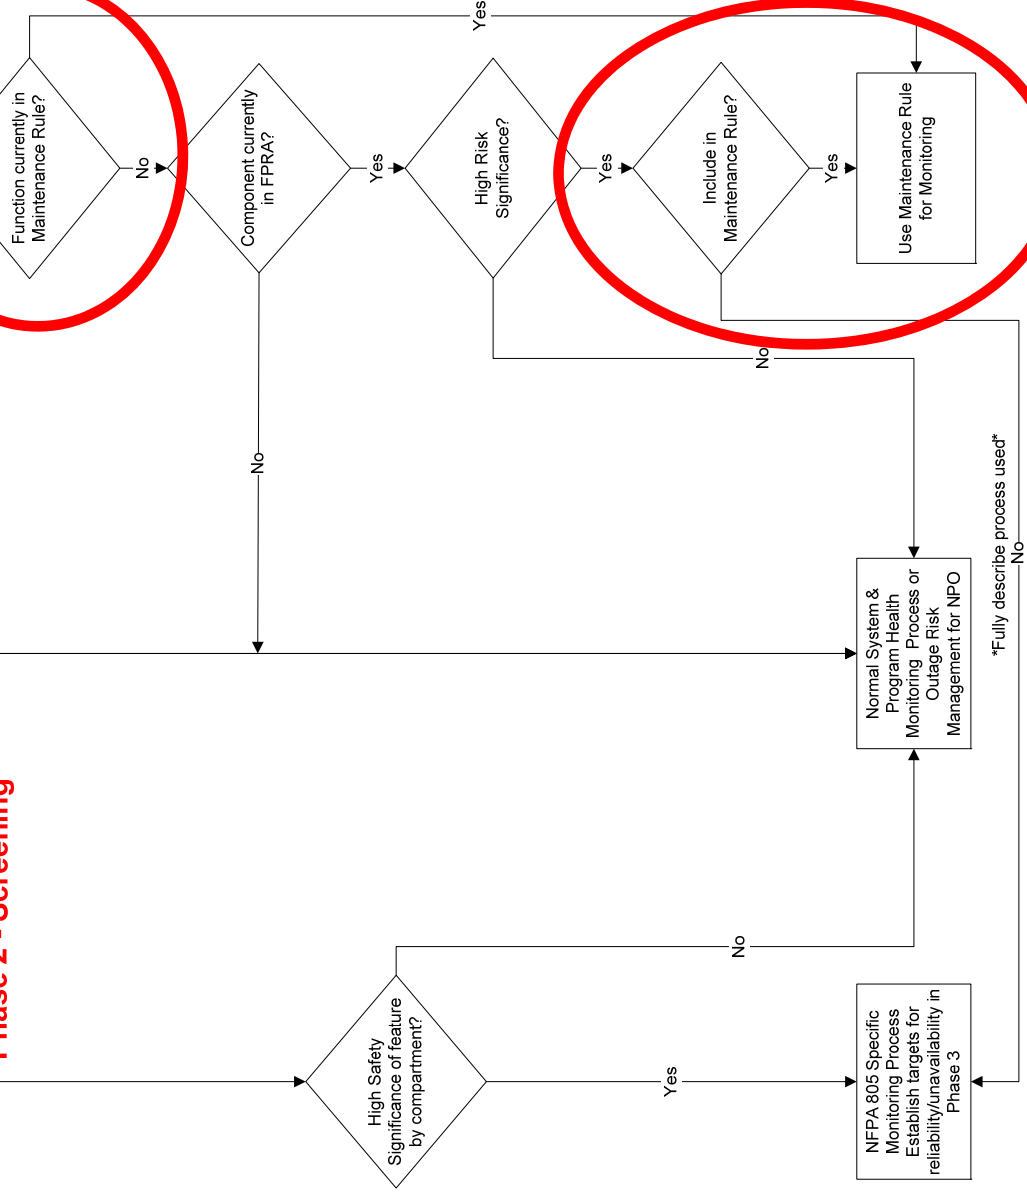 Phase 2 - Screening
High Safety
Significance of feature
by compartment?
Yes
No
NFPA 805 Specific
Monitoring Process
Establish targets for
reliability/unavailability in
Phase 3
Function currently in
Maintenance Rule?
Yes
No
Component currently
in FPRA?
No
Yes
High Risk
Significance?
No
Yes
Include in
Maintenance Rule?
Yes
No
Use Maintenance Rule
for Monitoring
Normal System &
Program Health
Monitoring Process or
Outage Risk
Management for NPO
*Fully describe process used*